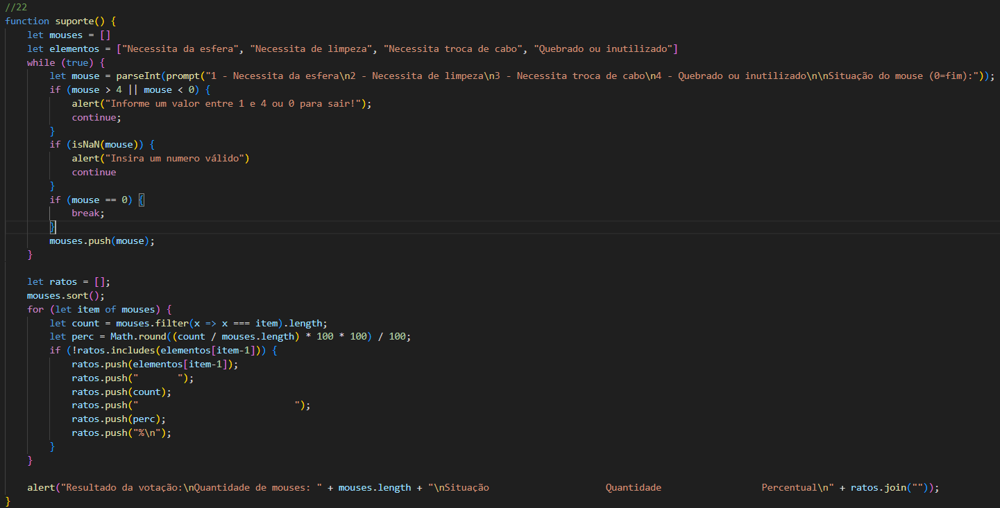 //22
function suporte() {
    let mouses = []
    let elementos = ["Necessita da esfera", "Necessita de limpeza", "Necessita troca de cabo", "Quebrado ou inutilizado"]
    while (true) {
        let mouse = parseInt(prompt("1 - Necessita da esfera\n2 - Necessita de limpeza\n3 - Necessita troca de cabo\n4 - Quebrado ou inutilizado\n\nSituação do mouse (0=fim):"));
        if (mouse > 4 || mouse < 0) {
            alert("Informe um valor entre 1 e 4 ou 0 para sair!");
            continue;
        }
        if (isNaN(mouse)) {
            alert("Insira um numero válido")
            continue
        }
        if (mouse == 0) {
            break;
        }
        mouses.push(mouse);
    }

    let ratos = [];
    mouses.sort();
    for (let item of mouses) {
        let count = mouses.filter(x => x === item).length;
        let perc = Math.round((count / mouses.length) * 100 * 100) / 100;
        if (!ratos.includes(elementos[item-1])) {
            ratos.push(elementos[item-1]);
            ratos.push("       ");
            ratos.push(count);
            ratos.push("                            ");
            ratos.push(perc);
            ratos.push("%\n");
        }
    }

    alert("Resultado da votação:\nQuantidade de mouses: " + mouses.length + "\nSituação                     Quantidade                  Percentual\n" + ratos.join(""));
}